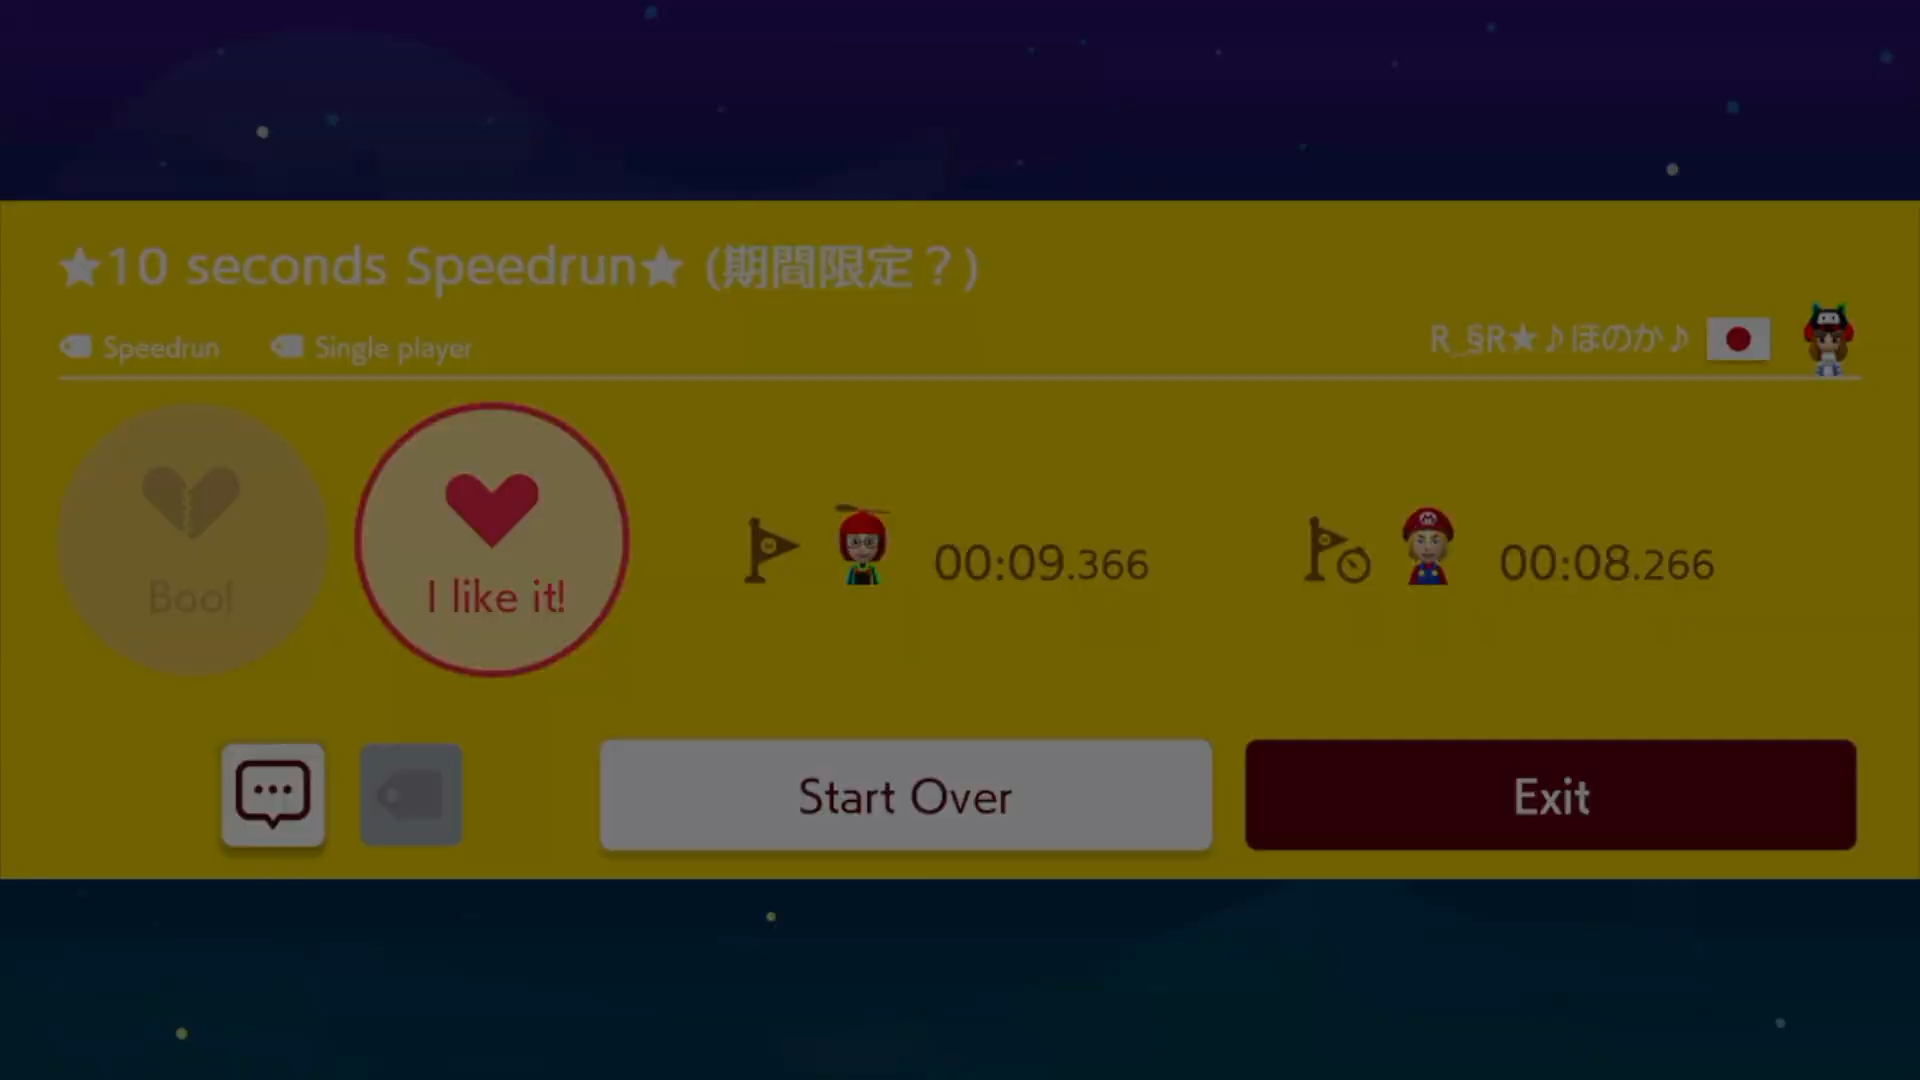 ★10 seconds Speedrun★ (期間限定？)
Speedrun Single player
R_§R★♪ほのか♪
Boo!
I like it!
00:09.366
00:08.266
Start Over
Exit